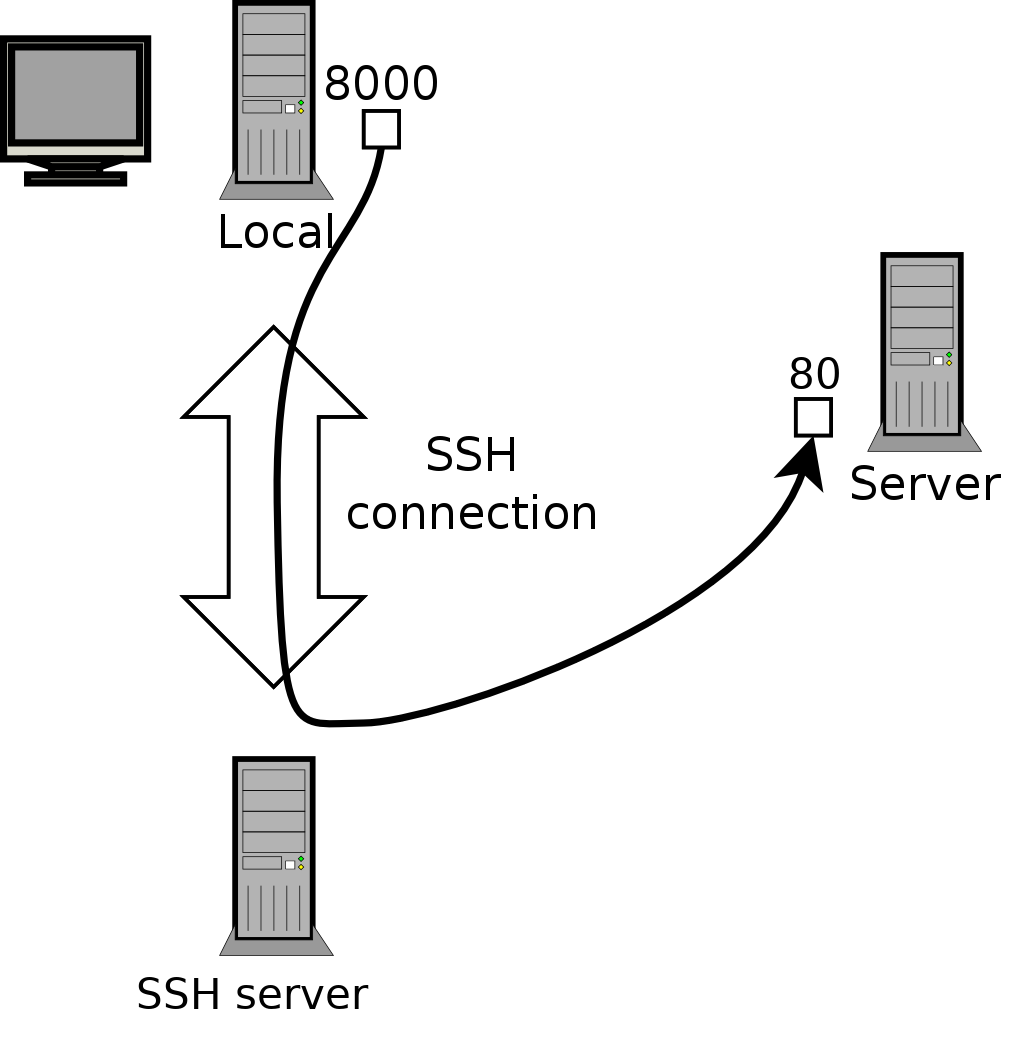 8000
Local
80
Server
SSH
connection
SSH server